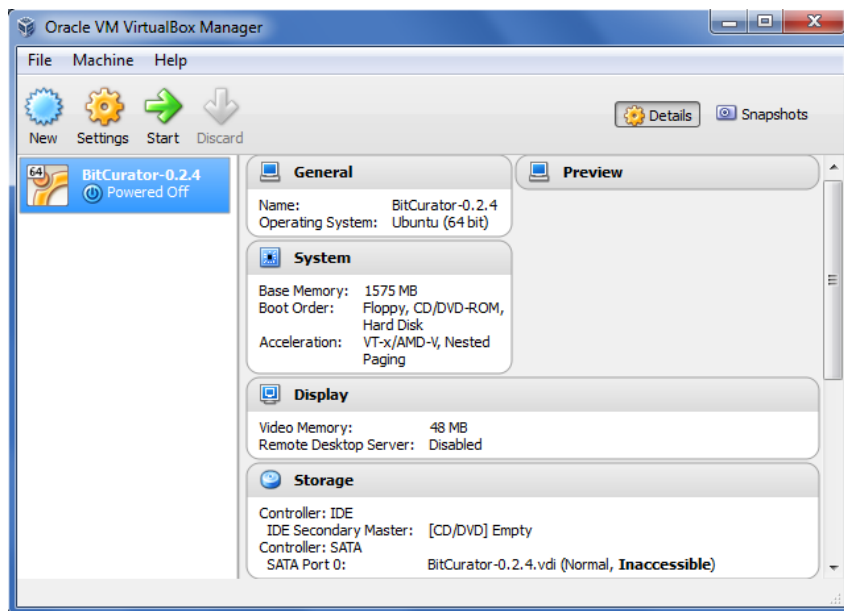 Oracle VM VirtualBox Manager
File Machine Help
New Settings Start Discard
Details Snapshots
64
BitCurator-0.2.4
Powered Off
General
Name: BitCurator-0.2.4
Operating System: Ubuntu (64 bit)
Preview
System
Base Memory: 1575 MB
Boot Order: Floppy, CD/DVD-ROM,
Hard Disk
Acceleration: VT-x/AMD-V, Nested
Paging
Display
Video Memory: 48 MB
Remote Desktop Server: Disabled
Storage
Controller: IDE
IDE Secondary Master: [CD/DVD] Empty
Controller: SATA
SATA Port 0: BitCurator-0.2.4.vdi (Normal, Inaccessible)